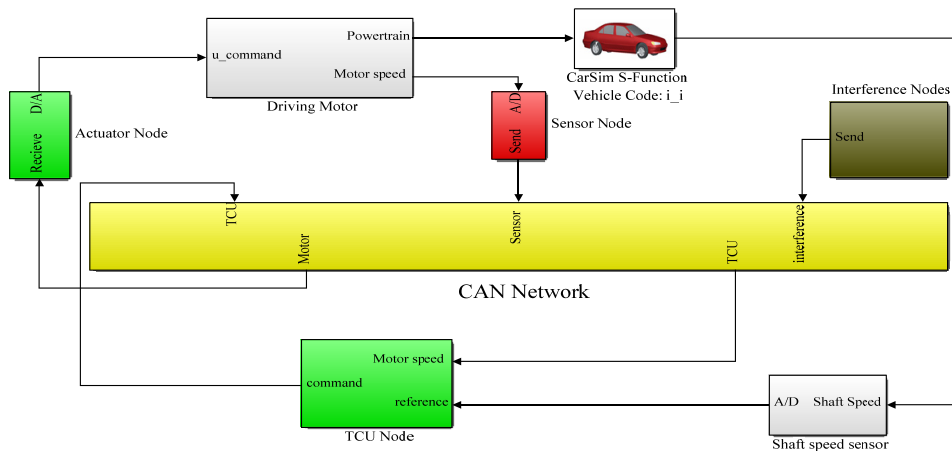 Powertrain
u_command
Motor speed
Driving Motor
CarSim S-Function
Vehicle Code: i_i
D/A
Recieve
Actuator Node
A/D
Send
Sensor Node
Interference Nodes
Send
TCU
Motor
Sensor
TCU
interference
CAN Network
Motor speed
command
reference
TCU Node
A/D
Shaft Speed
Shaft speed sensor